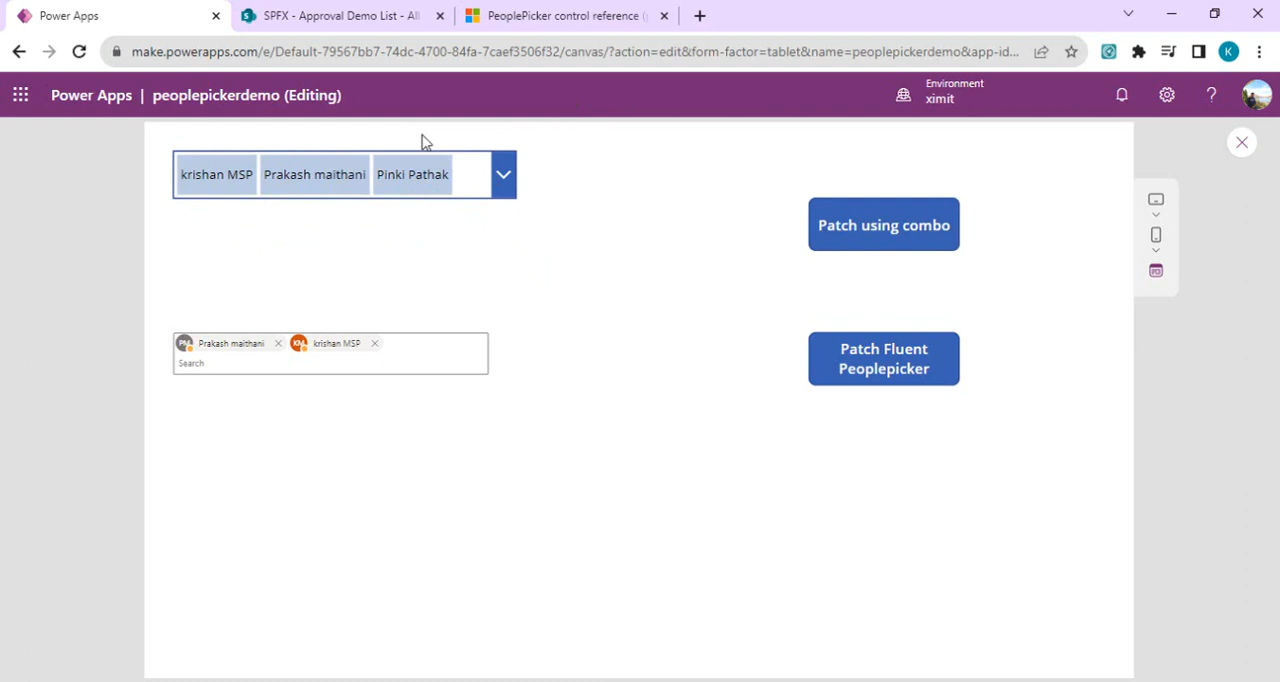 Power Apps
SPFX - Approval Demo List - All
PeoplePicker control reference (p
make.powerapps.com/e/Default-79567bb7-74dc-4700-84fa-7caef3506f32/canvas/?action=edit&form-factor=tablet&name=peoplepickerdemo&app-id...
K
Power Apps | peoplepickerdemo (Editing)
Environment
ximit
krishan MSP Prakash maithani Pinki Pathak
Patch using combo
PM Prakash maithani KM krishan MSP
Search
Patch Fluent
Peoplepicker